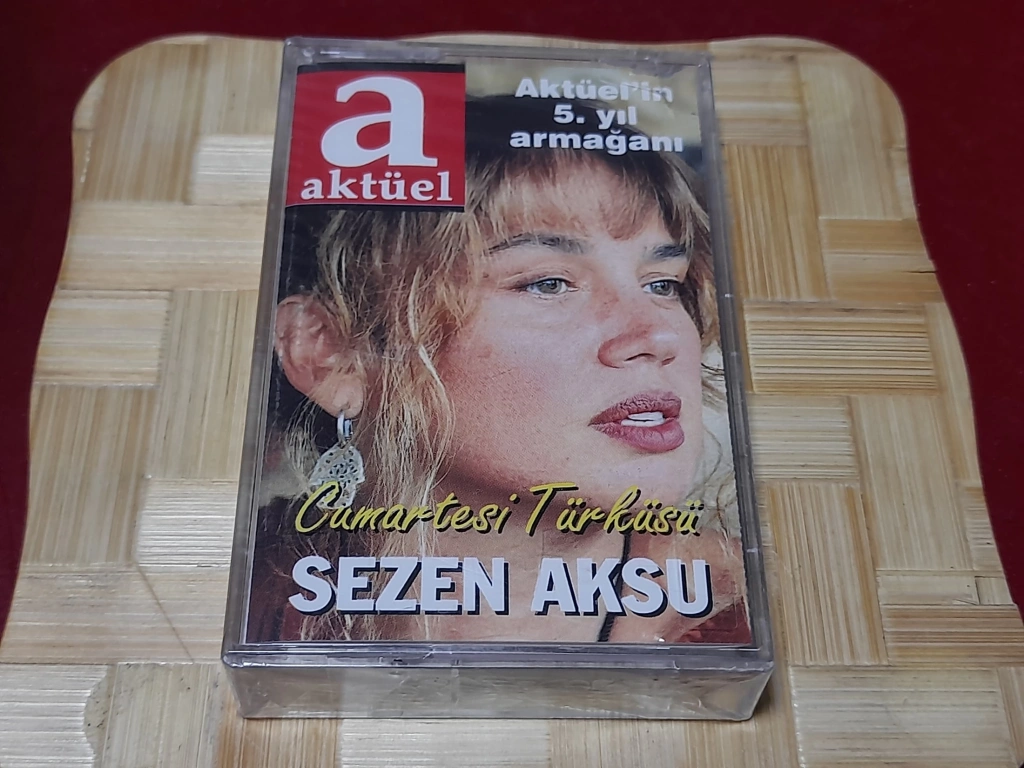 a
aktüel
Aktüel'in
5. yıl
armağanı
Cumartesi Türküsü
SEZEN AKSU